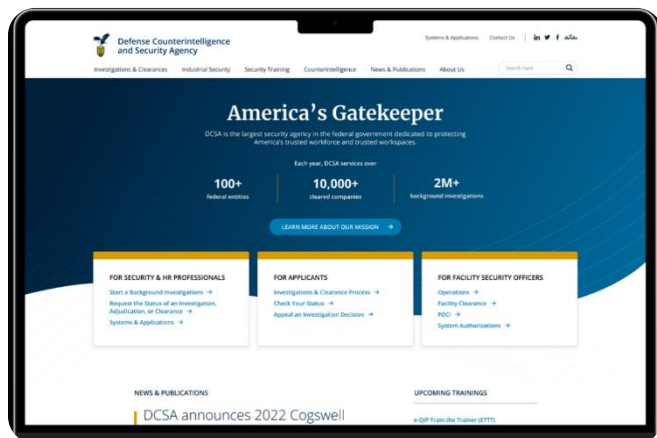 Defense Counterintelligence
and Security Agency
Systems & Applications Contact Us
Investigations & Clearances Industrial Security Security Training Counterintelligence News & Publications About Us Search here
America's Gatekeeper
DCSA is the largest security agency in the federal government dedicated to protecting
America's trusted workforce and trusted workspaces.
Each year, DCSA services over
100+ 10,000+ 2M+
federal entities cleared companies background investigations
LEARN MORE ABOUT OUR MISSION →
FOR SECURITY & HR PROFESSIONALS
Start a Background Investigations →
Request the Status of an Investigation,
Adjudication, or Clearance →
Systems & Applications →
FOR APPLICANTS
Investigations & Clearance Process →
Check Your Status →
Appeal an Investigation Decision →
FOR FACILITY SECURITY OFFICERS
Operations →
Facility Clearance →
FOCI →
System Authorizations →
NEWS & PUBLICATIONS
DCSA announces 2022 Cogswell
UPCOMING TRAININGS
e-QIP Train the Trainer (ETTT)